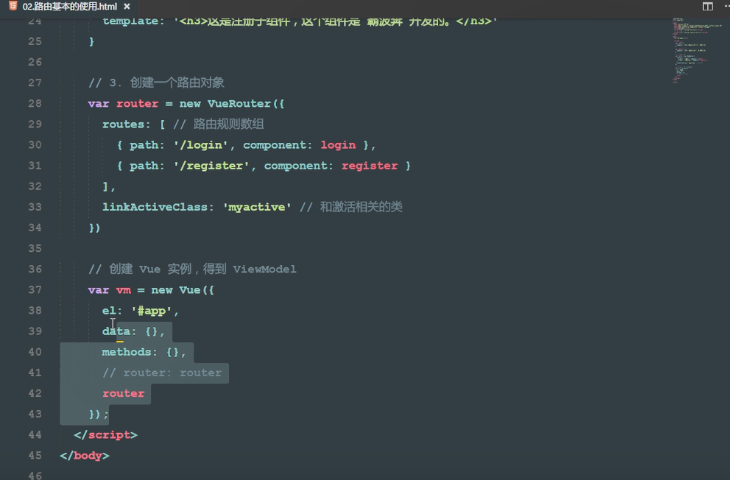 02.路由基本的使用.html ×
24 template: '<h3>这是注册子组件,这个组件是 霸波奔 开发的。</h3>'
25 }
26
27 // 3. 创建一个路由对象
28 var router = new VueRouter({
29 routes: [ // 路由规则数组
30 { path: '/login', component: login },
31 { path: '/register', component: register }
32 ],
33 linkActiveClass: 'myactive' // 和激活相关的类
34 })
35
36 // 创建 Vue 实例，得到 ViewModel
37 var vm = new Vue({
38 el: '#app',
39 data: {},
40 methods: {},
41 // router: router
42 router
43 });
44 </script>
45 </body>
46